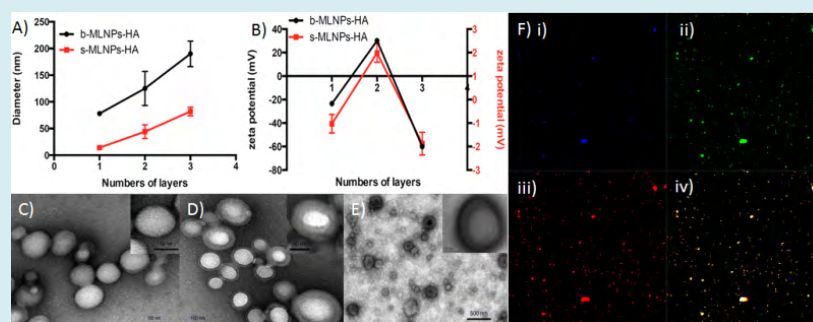 A)
250
200
150
100
50
0
0 1 2 3 4
Diameter (nm)
Numbers of layers
b-MLNPs-HA
s-MLNPs-HA
B)
40
20
0
-20
-40
-60
-80
zeta potential (mV)
1 2 3 4
3
2
1
0
-1
-2
-3
zeta potential (mV)
Numbers of layers
b-MLNPs-HA
s-MLNPs-HA
C)
D)
E)
500 nm
F) i)
ii)
iii)
iv)